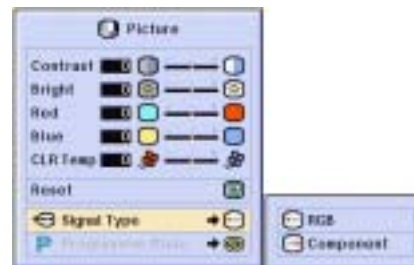 Picture
Contrast
Bright
Red
Blue
CLR Temp
Reset
Signal Type
RGB
Component